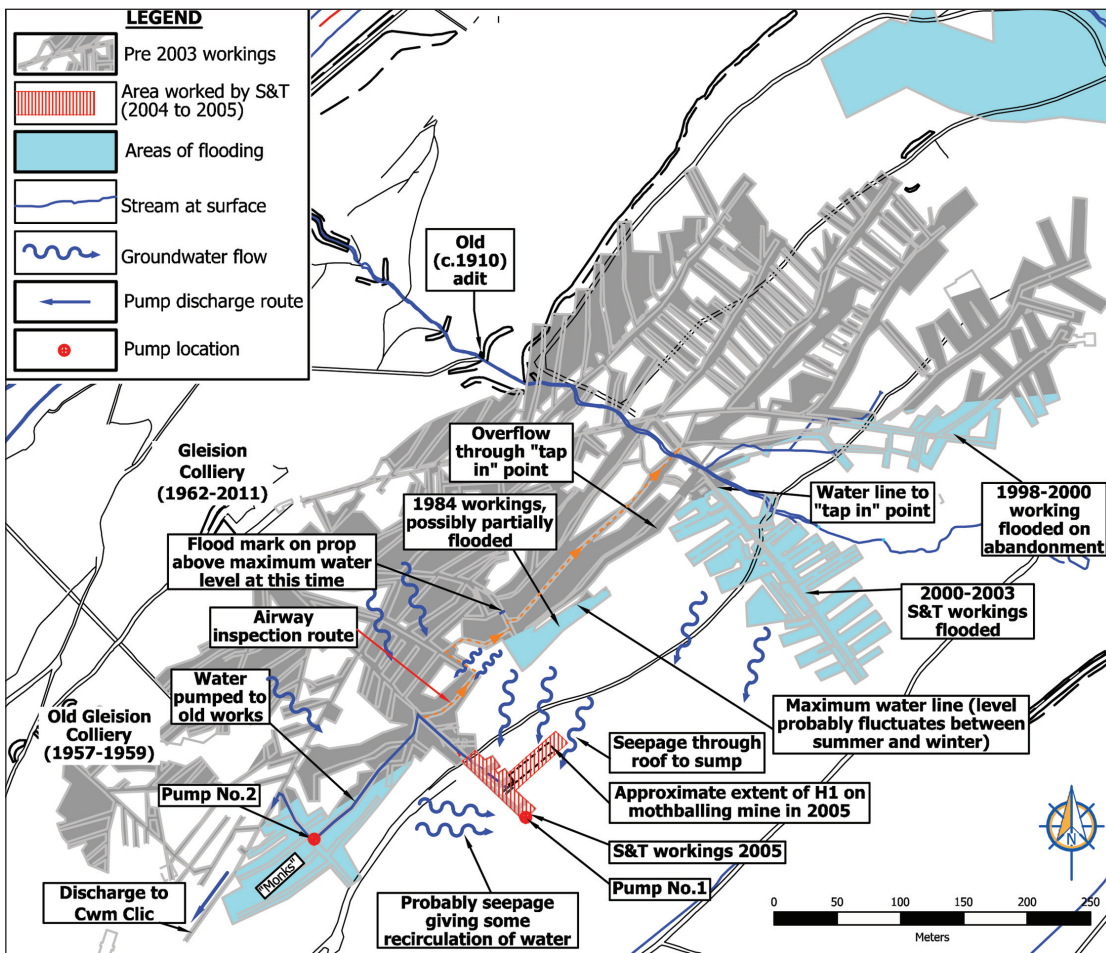 LEGEND
Pre 2003 workings
Area worked by S&T
(2004 to 2005)
Areas of flooding
Stream at surface
Groundwater flow
Pump discharge route
Pump location
Old
(c.1910)
adit
Gleision
Colliery
(1962-2011)
Overflow
through "tap
in" point
1984 workings,
possibly partially
flooded
Flood mark on prop
above maximum water
level at this time
Airway
inspection route
Water
pumped to
old works
Old Gleision
Colliery
(1957-1959)
Pump No.2
"Monks"
Discharge to
Cwm Clic
Probably seepage
giving some
recirculation of water
Water line to
"tap in" point
1998-2000
working
flooded on
abandonment
2000-2003
S&T workings
flooded
Maximum water line (level
probably fluctuates between
summer and winter)
Seepage through
roof to sump
Approximate extent of H1 on
mothballing mine in 2005
S&T workings 2005
Pump No.1
N
0 50 100 150 200 250
Meters